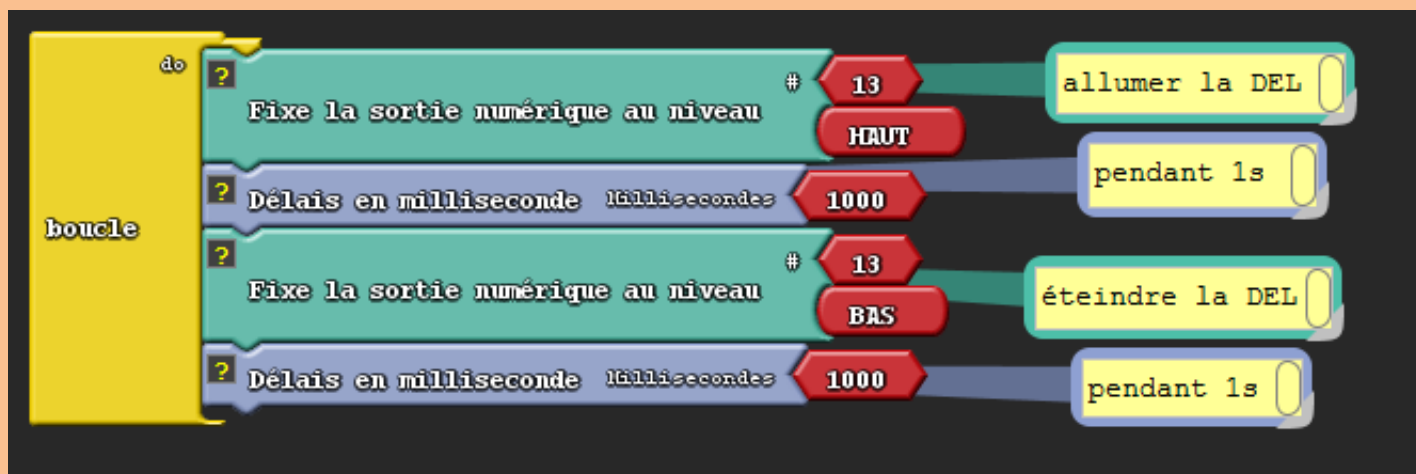 do
? Fixe la sortie numérique au niveau # 13 allumer la DEL
HAUT
? Délais en milliseconde Millisecondes 1000 pendant 1s
boucle
? Fixe la sortie numérique au niveau # 13 éteindre la DEL
BAS
? Délais en milliseconde Millisecondes 1000 pendant 1s